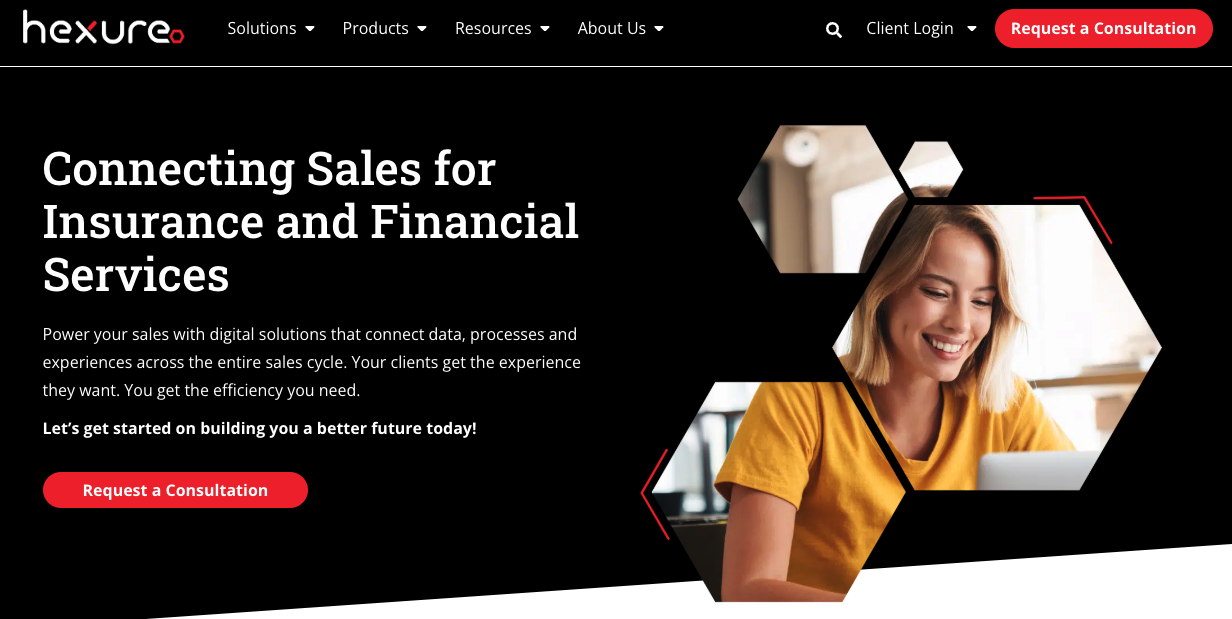 hexure
Solutions
Products
Resources
About Us
Client Login
Request a Consultation
Connecting Sales for
Insurance and Financial
Services
Power your sales with digital solutions that connect data, processes and
experiences across the entire sales cycle. Your clients get the experience
they want. You get the efficiency you need.
Let’s get started on building you a better future today!
Request a Consultation